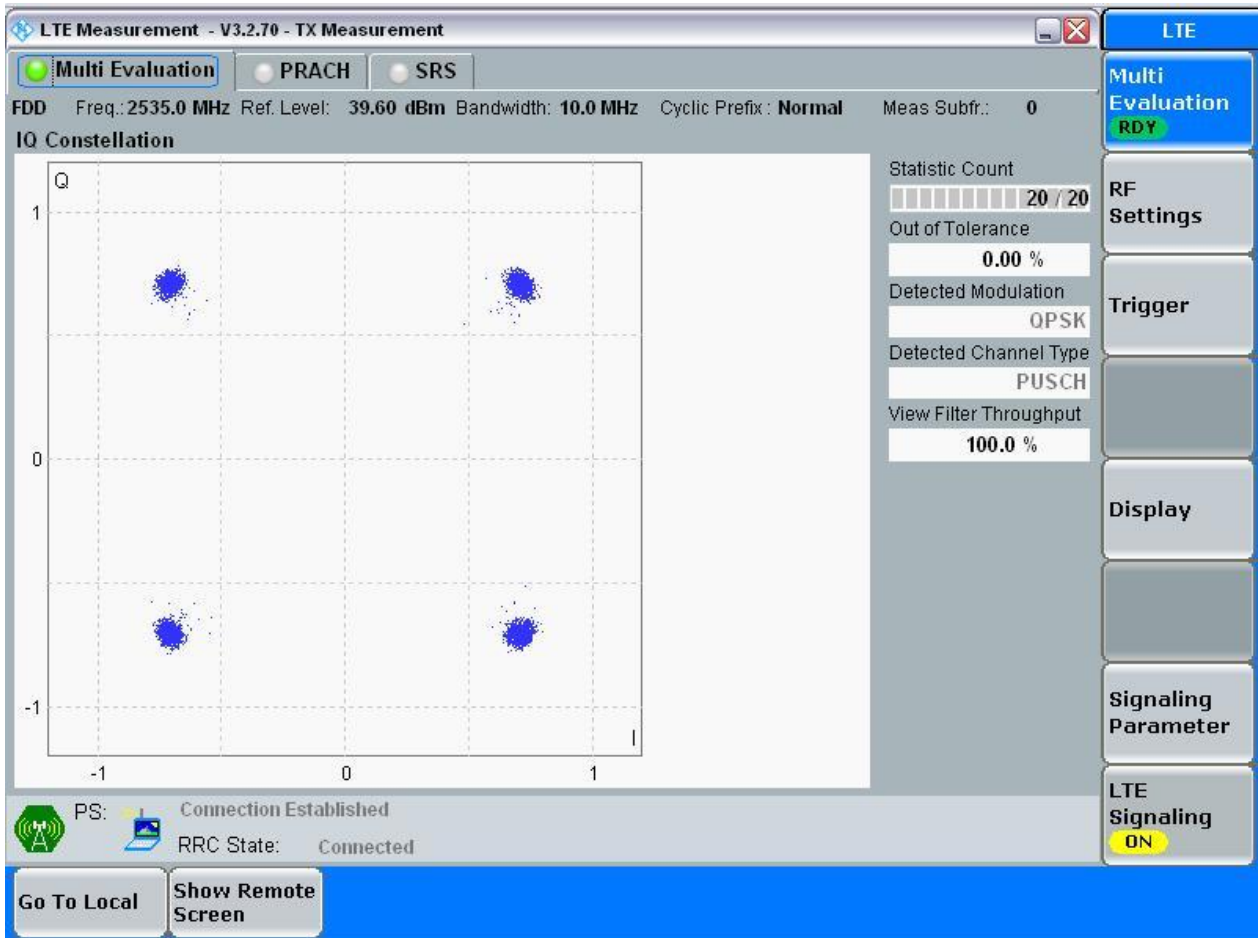 LTE Measurement - V3.2.70 - TX Measurement
LTE
Multi Evaluation PRACH SRS
FDD Freq.: 2535.0 MHz Ref. Level: 39.60 dBm Bandwidth: 10.0 MHz Cyclic Prefix : Normal Meas Subfr.: 0
IQ Constellation
Q
1
0
-1
-1 0 1
I
Statistic Count
20 / 20
Out of Tolerance
0.00 %
Detected Modulation
QPSK
Detected Channel Type
PUSCH
View Filter Throughput
100.0 %
Multi
Evaluation
RDY
RF
Settings
Trigger
Display
Signaling
Parameter
LTE
Signaling
ON
PS: Connection Established
RRC State: Connected
Go To Local
Show Remote
Screen